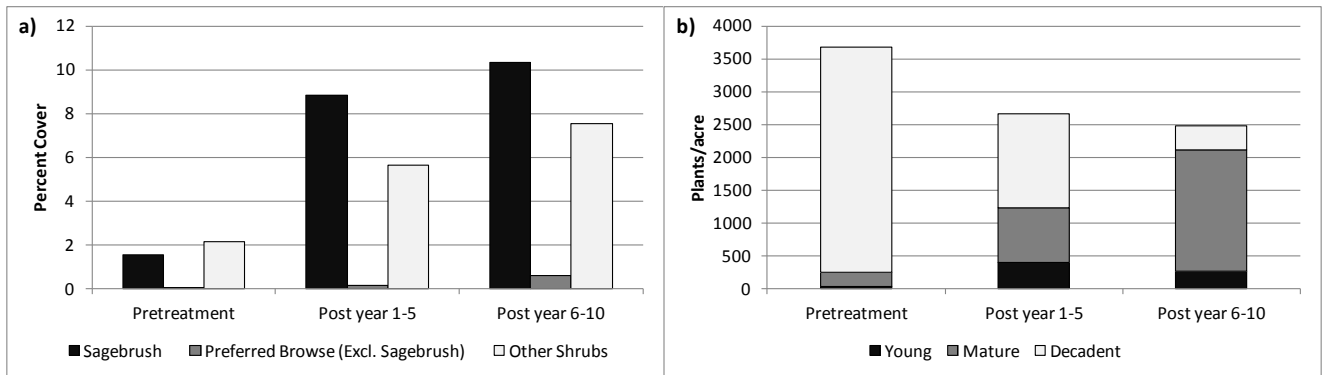 a)
Percent Cover
12
10
8
6
4
2
0
Pretreatment
Post year 1-5
Post year 6-10
Sagebrush
Preferred Browse (Excl. Sagebrush)
Other Shrubs
b)
Plants/acre
4000
3500
3000
2500
2000
1500
1000
500
0
Pretreatment
Post year 1-5
Post year 6-10
Young
Mature
Decadent